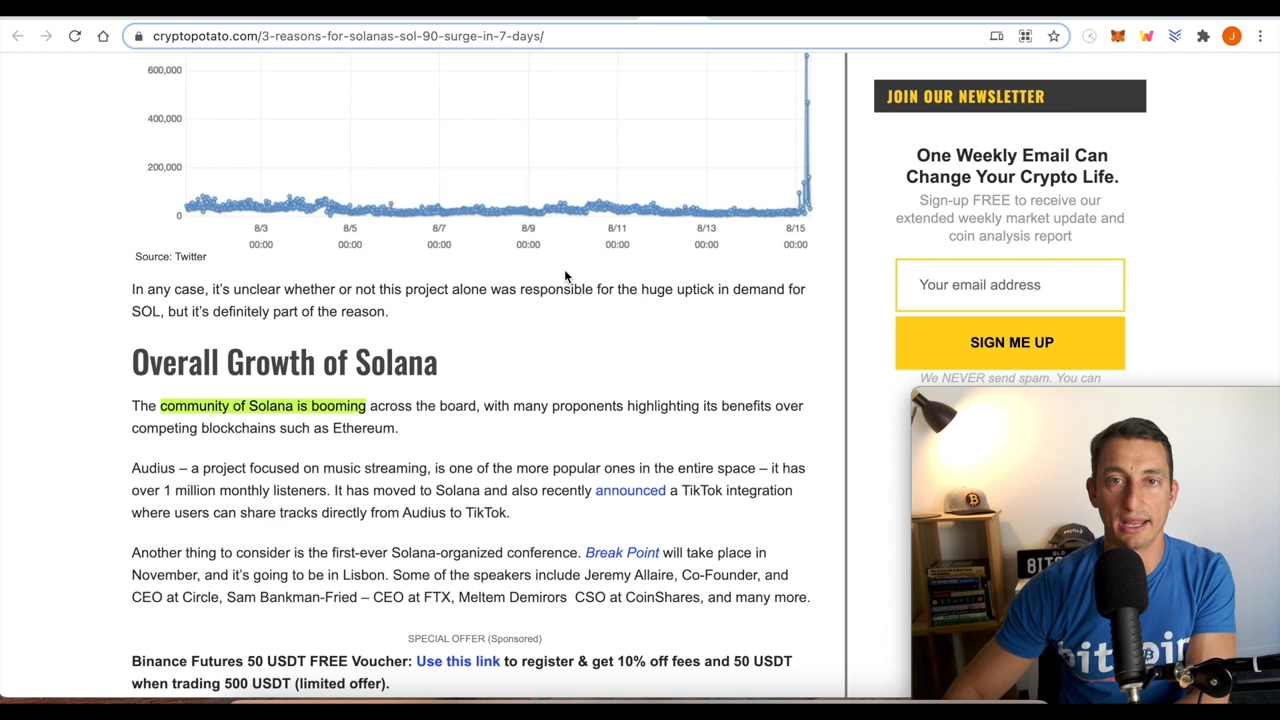 cryptopotato.com/3-reasons-for-solanas-sol-90-surge-in-7-days/
J
600,000
400,000
200,000
0
8/3 8/5 8/7 8/9 8/11 8/13 8/15
00:00 00:00 00:00 00:00 00:00 00:00 00:00
Source: Twitter
In any case, it’s unclear whether or not this project alone was responsible for the huge uptick in demand for
SOL, but it’s definitely part of the reason.
Overall Growth of Solana
The community of Solana is booming across the board, with many proponents highlighting its benefits over
competing blockchains such as Ethereum.
Audius – a project focused on music streaming, is one of the more popular ones in the entire space – it has
over 1 million monthly listeners. It has moved to Solana and also recently announced a TikTok integration
where users can share tracks directly from Audius to TikTok.
Another thing to consider is the first-ever Solana-organized conference. Break Point will take place in
November, and it’s going to be in Lisbon. Some of the speakers include Jeremy Allaire, Co-Founder, and
CEO at Circle, Sam Bankman-Fried – CEO at FTX, Meltem Demirors  CSO at CoinShares, and many more.
SPECIAL OFFER (Sponsored)
Binance Futures 50 USDT FREE Voucher: Use this link to register & get 10% off fees and 50 USDT
when trading 500 USDT (limited offer).
JOIN OUR NEWSLETTER
One Weekly Email Can
Change Your Crypto Life.
Sign-up FREE to receive our
extended weekly market update and
coin analysis report
Your email address
SIGN ME UP
We NEVER send spam. You can
OLD
8IT
bitcoin